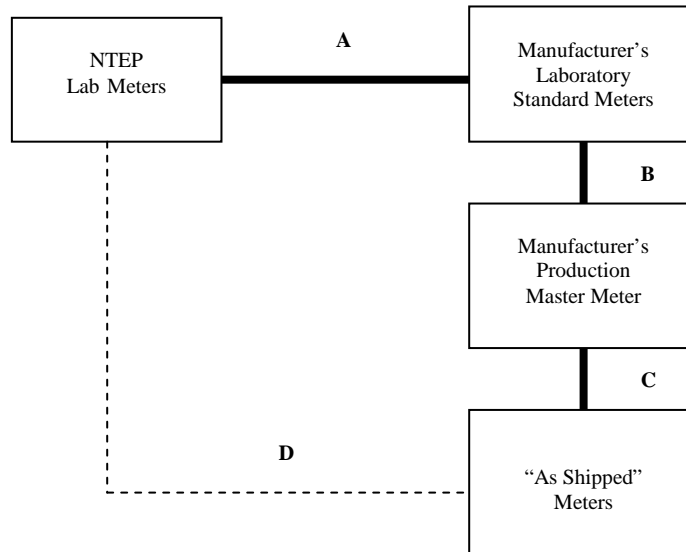 NTEP
Lab Meters
A
Manufacturer’s
Laboratory
Standard Meters
B
Manufacturer’s
Production
Master Meter
C
D
“As Shipped”
Meters